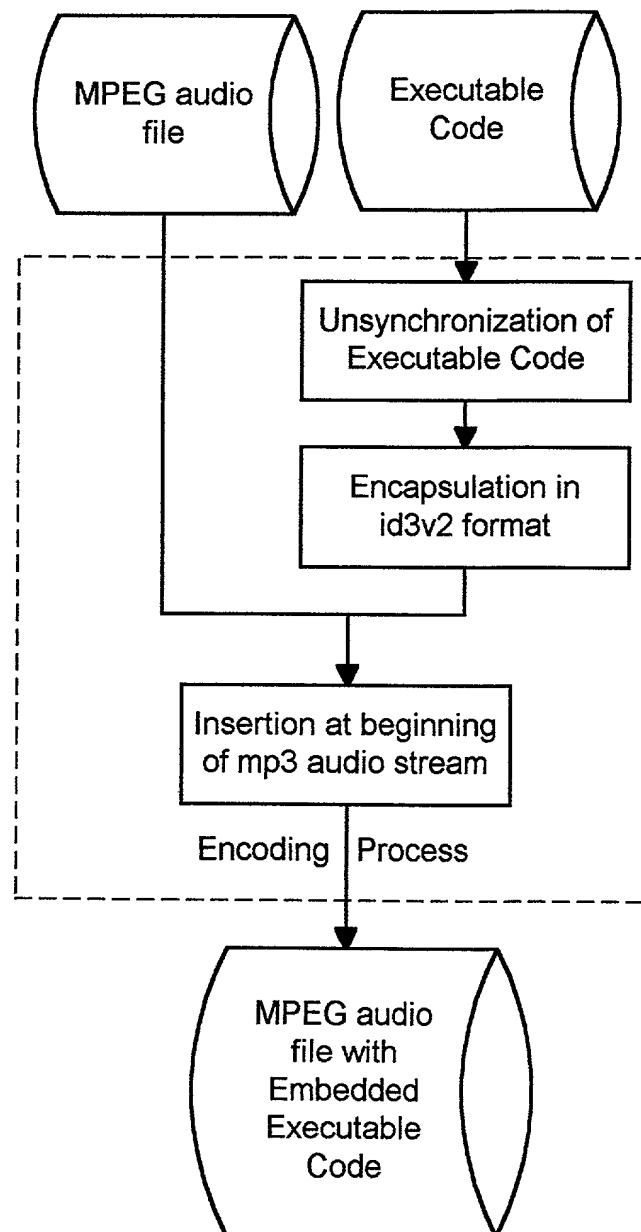 MPEG audio
file
Executable
Code
Unsynchronization of
Executable Code
Encapsulation in
id3v2 format
Insertion at beginning
of mp3 audio stream
Encoding Process
MPEG audio
file with
Embedded
Executable
Code